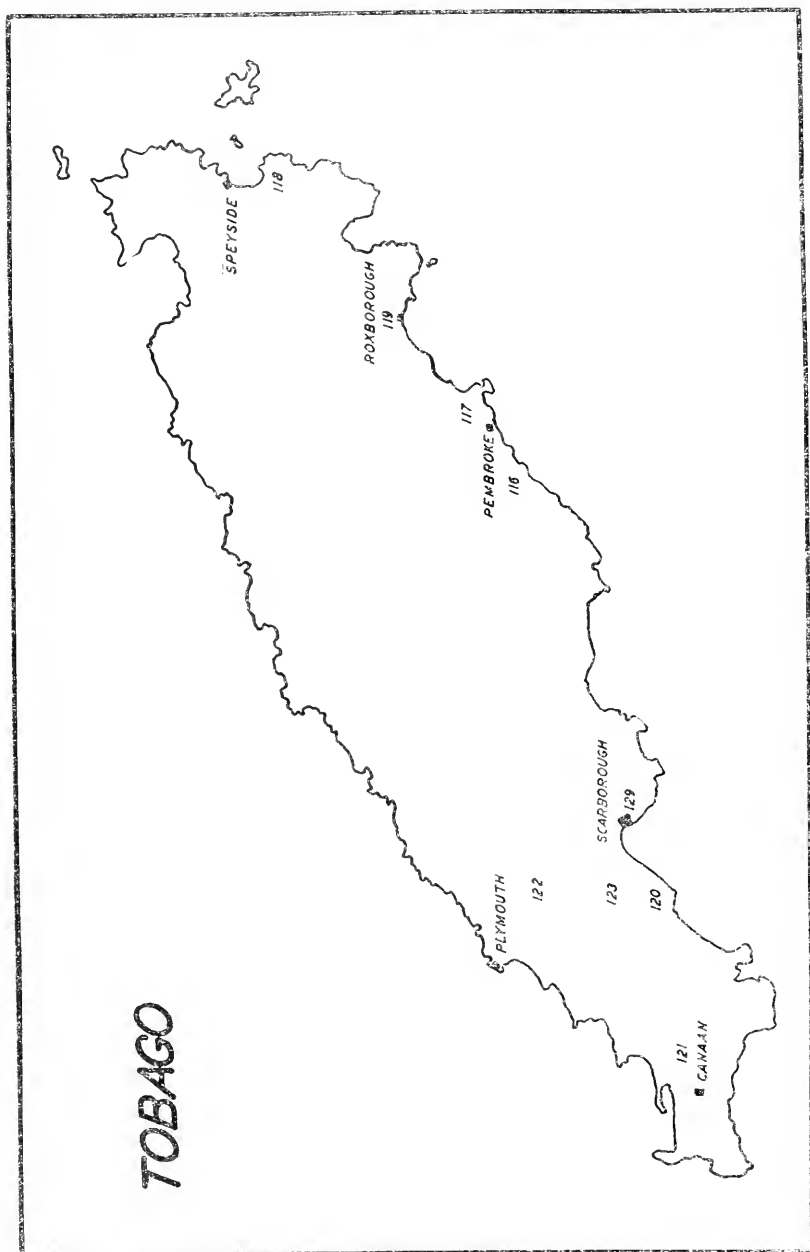 TOBAGO
SPEYSIDE
118
ROXBOROUGH
119
117
PEMBROKE
116
SCARBOROUGH
129
PLYMOUTH
122
123
120
121
CANAAN